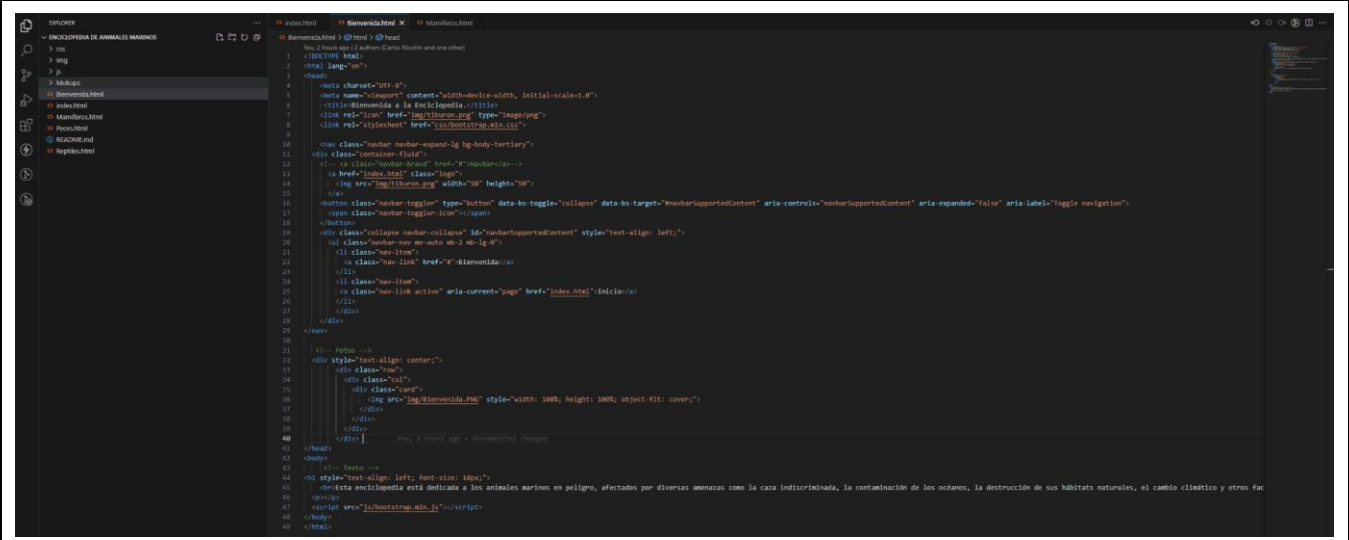 EXPLORER
ENCICLOPEDIA DE ANIMALES MARINOS
> css
> img
> js
> Mokups
Bienvenida.html
index.html
Mamiferos.html
Peces.html
README.md
Reptiles.html
index.html Bienvenida.html X Mamiferos.html
Bienvenida.html > html > head
You, 2 hours ago | 2 authors (Carlos Nicolini and one other)
1 <!DOCTYPE html>
2 <html lang="en">
3 <head>
4 <meta charset="UTF-8">
5 <meta name="viewport" content="width=device-width, initial-scale=1.0">
6 <title>Bienvenida a la Enciclopedia.</title>
7 <link rel="icon" href="img/tiburon.png" type="image/png">
8 <link rel="stylesheet" href="css/bootstrap.min.css">
9
10 <nav class="navbar navbar-expand-lg bg-body-tertiary">
11 <div class="container-fluid">
12 <!-- <a class="navbar-brand" href="#">Navbar</a>-->
13 <a href="index.html" class="logo">
14 <img src="img/tiburon.png" width="50" height="50">
15 </a>
16 <button class="navbar-toggler" type="button" data-bs-toggle="collapse" data-bs-target="#navbarSupportedContent" aria-controls="navbarSupportedContent" aria-expanded="false" aria-label="Toggle navigation">
17 <span class="navbar-toggler-icon"></span>
18 </button>
19 <div class="collapse navbar-collapse" id="navbarSupportedContent" style="text-align: left;">
20 <ul class="navbar-nav me-auto mb-2 mb-lg-0">
21 <li class="nav-item">
22 <a class="nav-link" href="#">Bienvenida</a>
23 </li>
24 <li class="nav-item">
25 <a class="nav-link active" aria-current="page" href="index.html">Inicio</a>
26 </li>
27 </div>
28 </div>
29 </nav>
30
31 <!-- Fotos -->
32 <div style="text-align: center;">
33 <div class="row">
34 <div class="col">
35 <div class="card">
36 <img src="img/Bienvenida.PNG" style="width: 100%; height: 100%; object-fit: cover;">
37 </div>
38 </div>
39 </div>
40 </div> You, 2 hours ago • Uncommitted changes
41 </head>
42 <body>
43 <!-- Texto -->
44 <h1 style="text-align: left; font-size: 18px;">
45 <br>Esta enciclopedia está dedicada a los animales marinos en peligro, afectados por diversas amenazas como la caza indiscriminada, la contaminación de los océanos, la destrucción de sus hábitats naturales, el cambio climático y otros fac
46 <p></p>
47 <script src="js/bootstrap.min.js"></script>
48 </body>
49 </html>